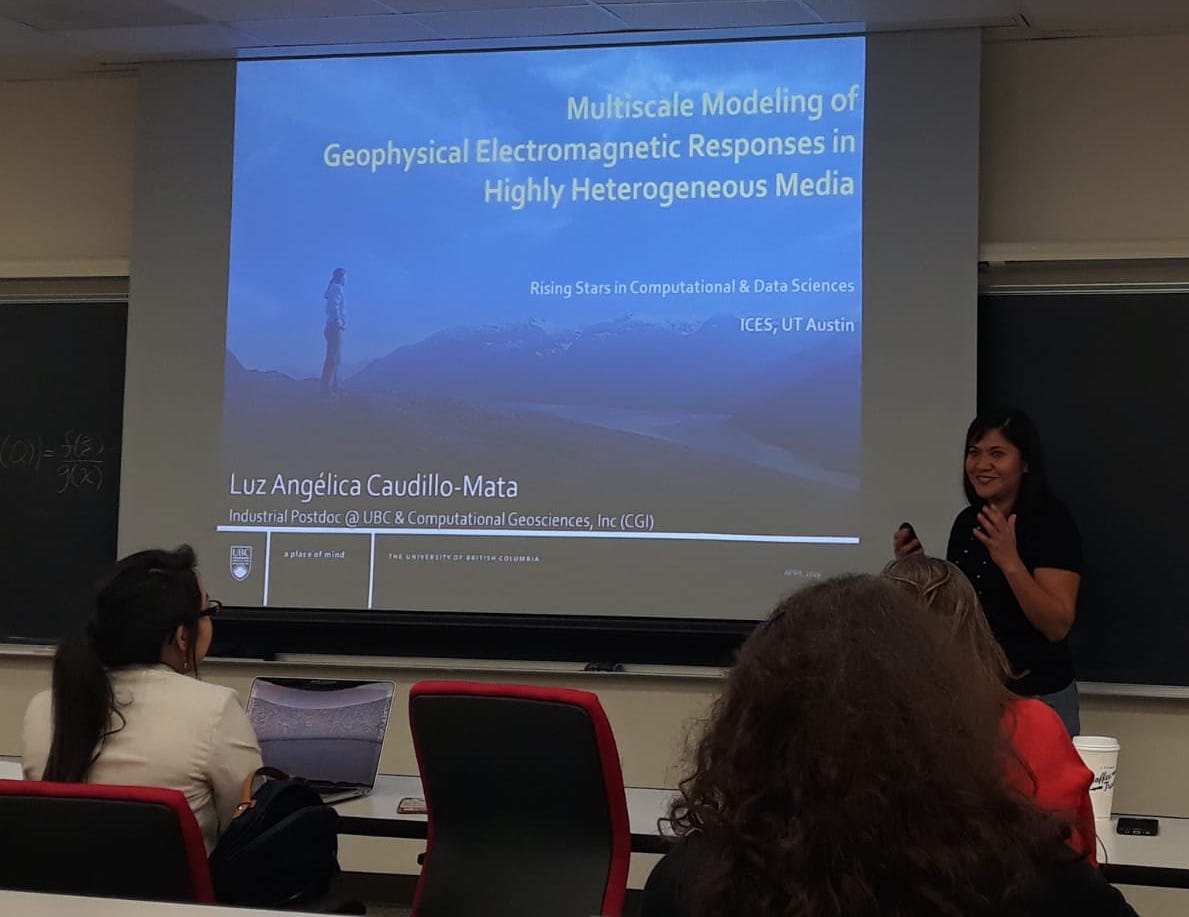 Multiscale Modeling of
Geophysical Electromagnetic Responses in
Highly Heterogeneous Media
Rising Stars in Computational & Data Sciences
ICES, UT Austin
Luz Angélica Caudillo-Mata
Industrial Postdoc @ UBC & Computational Geosciences, Inc (CGI)
UBC
a place of mind
THE UNIVERSITY OF BRITISH COLUMBIA
= f(ξ)
g(x)